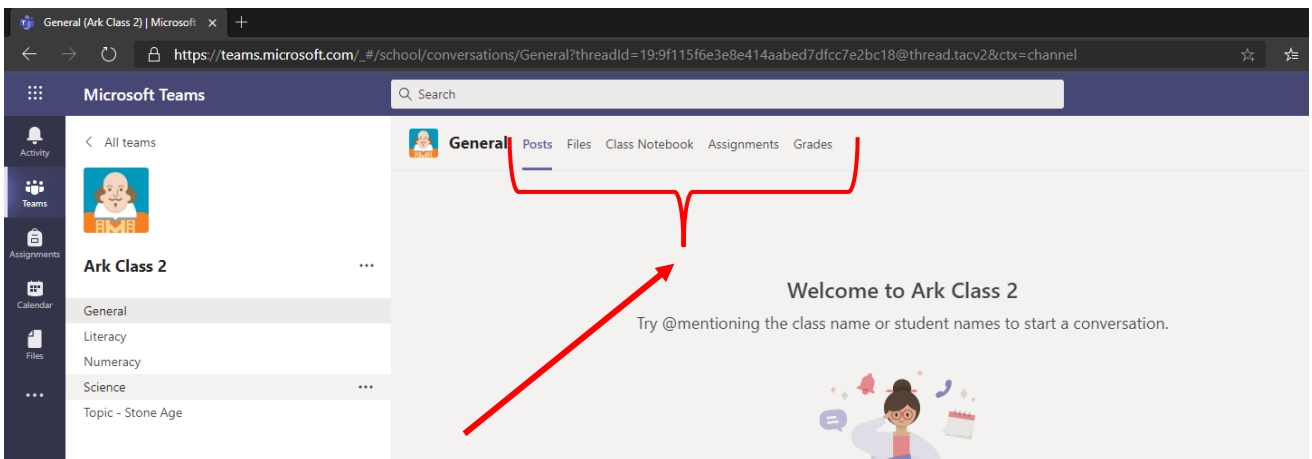 General (Ark Class 2) | Microsoft
https://teams.microsoft.com/_#/school/conversations/General?threadId=19:9f115f6e3e8e414aabed7dfcc7e2bc18@thread.tacv2&ctx=channel
Microsoft Teams
Search
Activity
Teams
Assignments
Calendar
Files
All teams
Ark Class 2
General
Literacy
Numeracy
Science
Topic - Stone Age
General Posts Files Class Notebook Assignments Grades
Welcome to Ark Class 2
Try @mentioning the class name or student names to start a conversation.